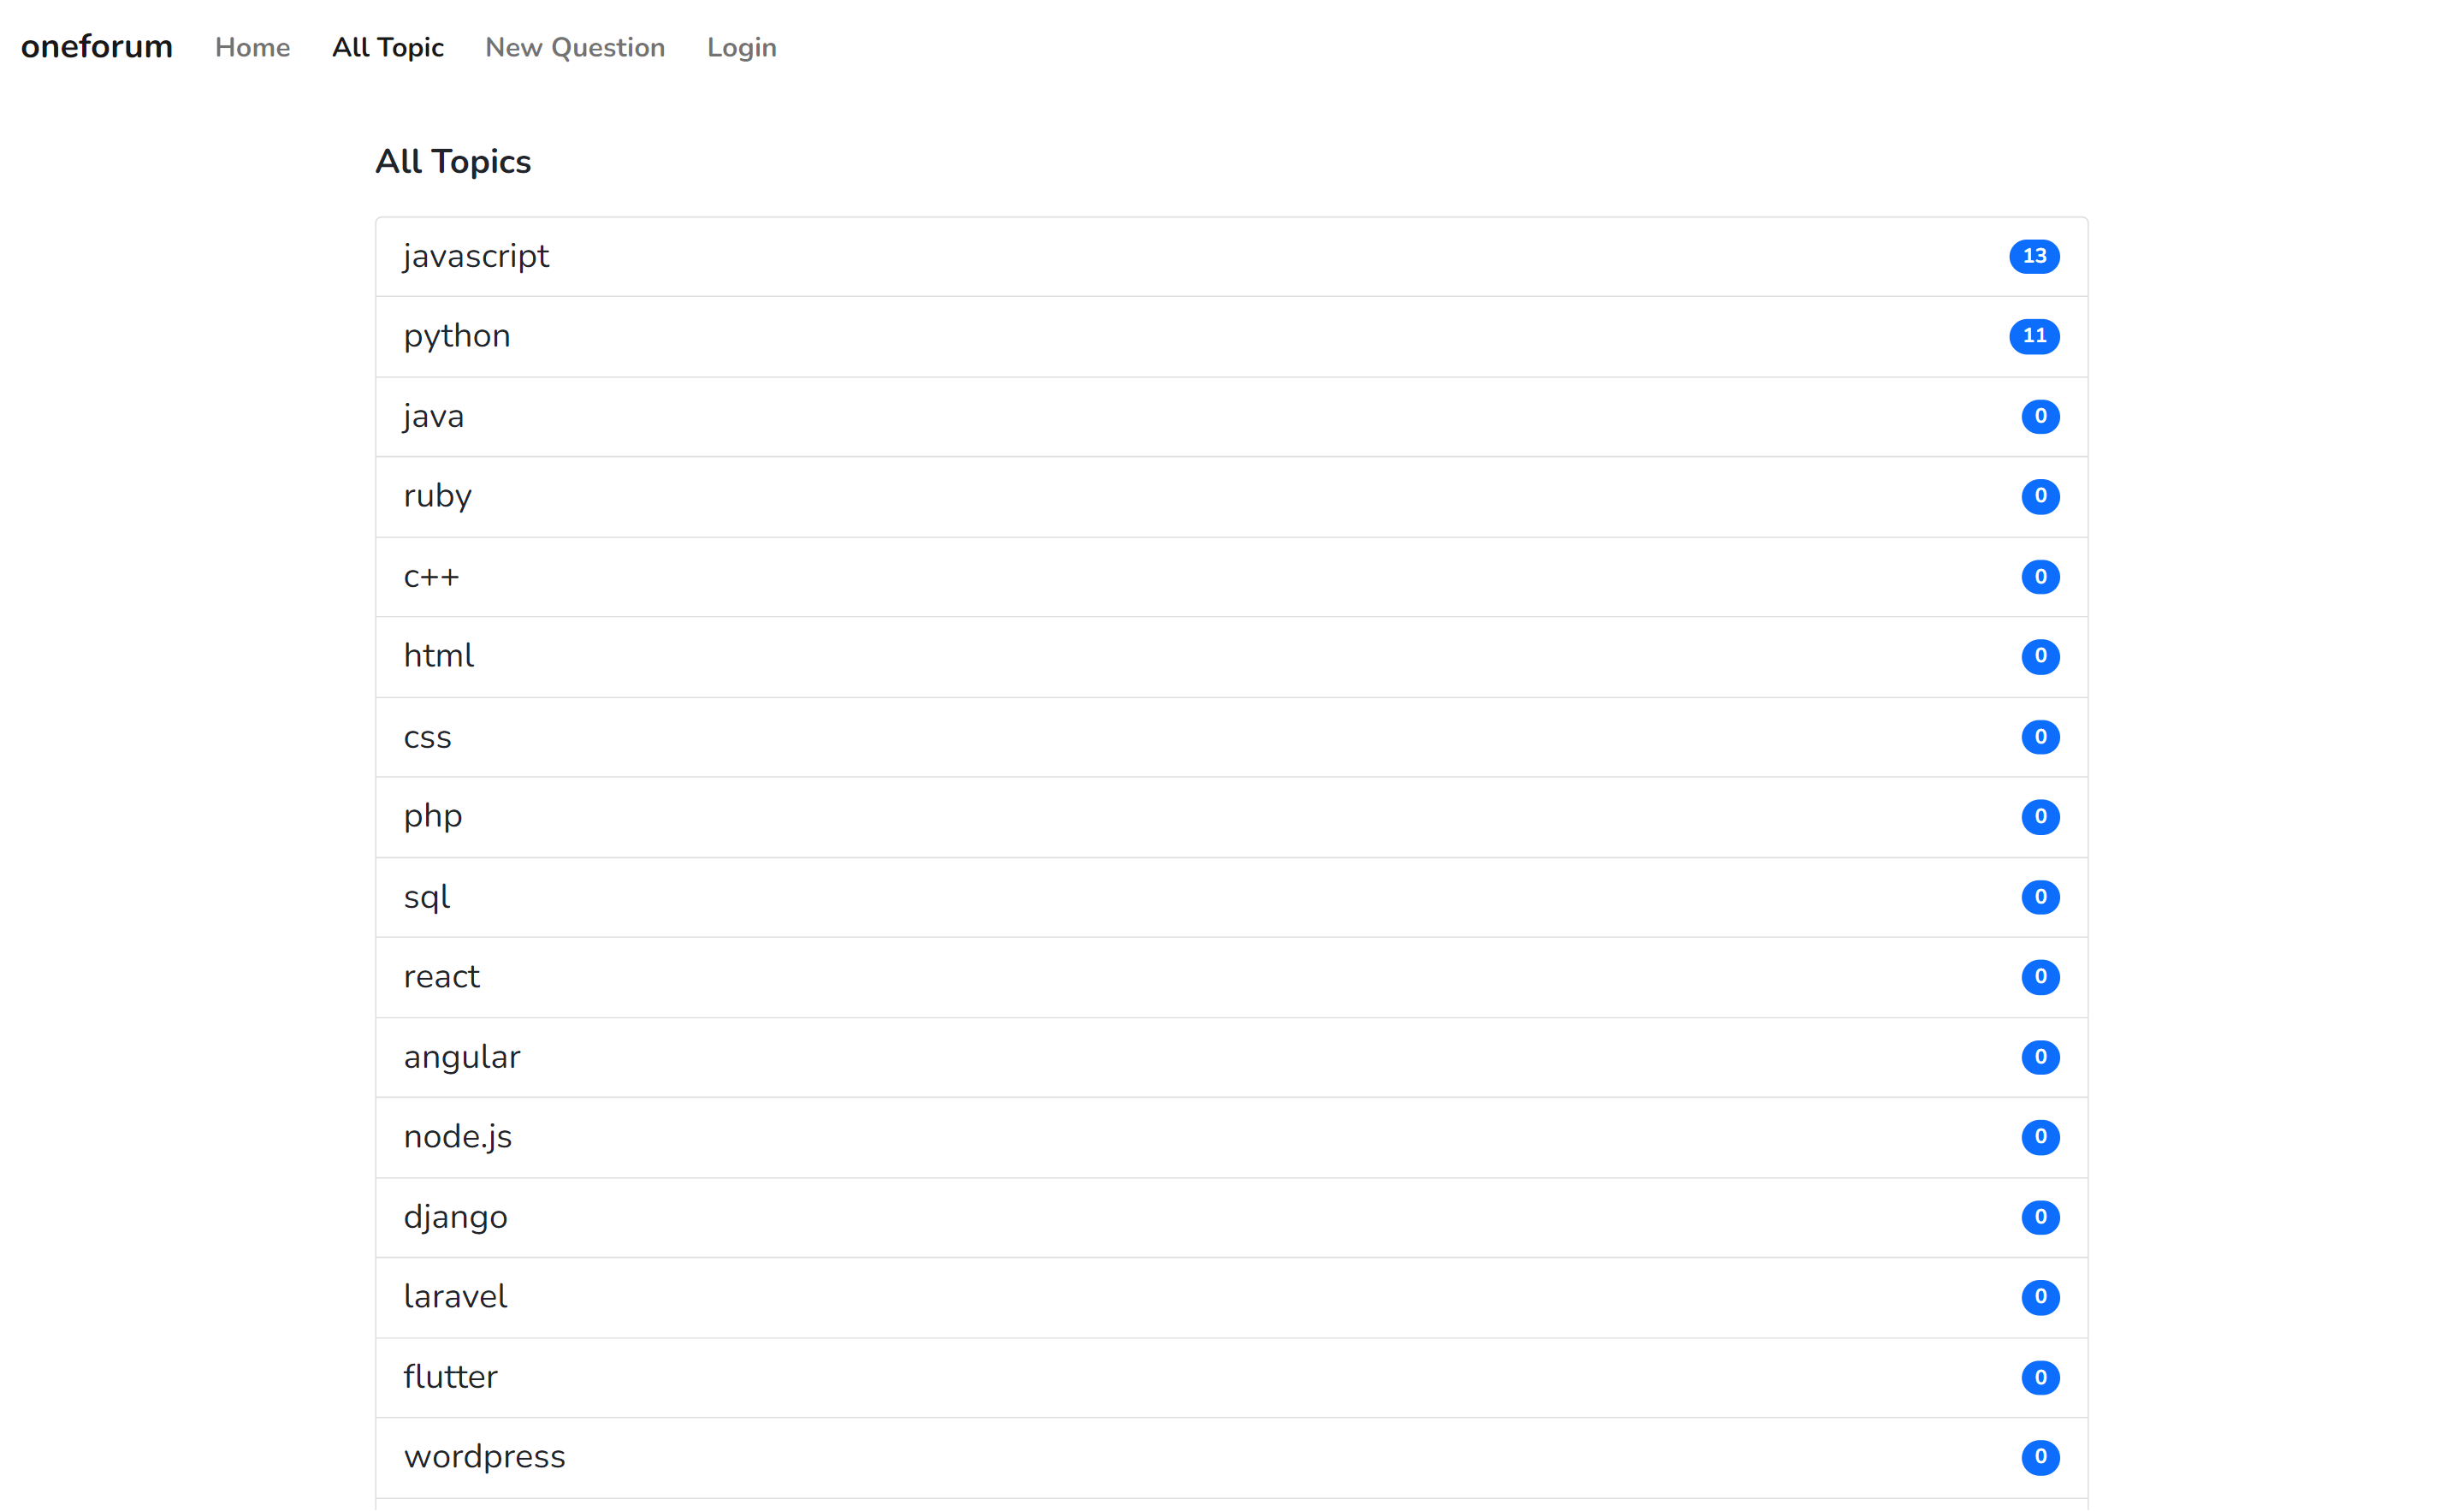 oneforum Home All Topic New Question Login
All Topics
javascript 13
python 11
java 0
ruby 0
c++ 0
html 0
css 0
php 0
sql 0
react 0
angular 0
node.js 0
django 0
laravel 0
flutter 0
wordpress 0